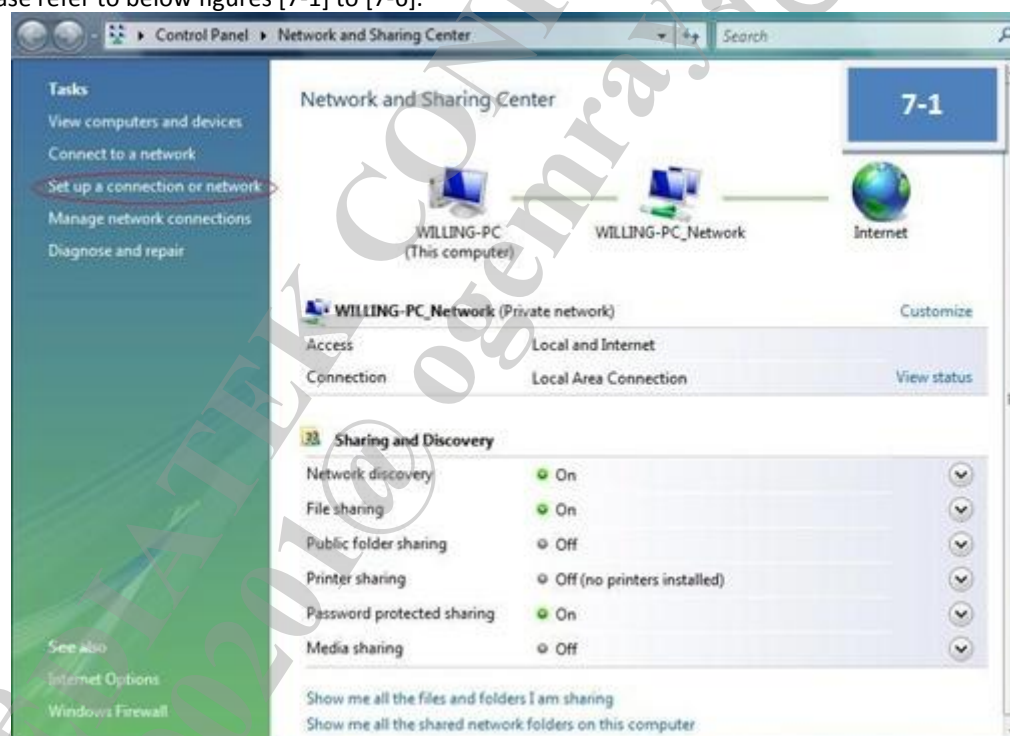 ase refer to below figures [7-1] to [7-6].
Control Panel Network and Sharing Center
Search
Tasks
View computers and devices
Connect to a network
Set up a connection or network
Manage network connections
Diagnose and repair
See also
Internet Options
Windows Firewall
Network and Sharing Center
7-1
WILLING-PC
(This computer)
WILLING-PC_Network
Internet
WILLING-PC_Network (Private network) Customize
Access Local and Internet
Connection Local Area Connection View status
Sharing and Discovery
Network discovery On
File sharing On
Public folder sharing Off
Printer sharing Off (no printers installed)
Password protected sharing On
Media sharing Off
Show me all the files and folders I am sharing
Show me all the shared network folders on this computer